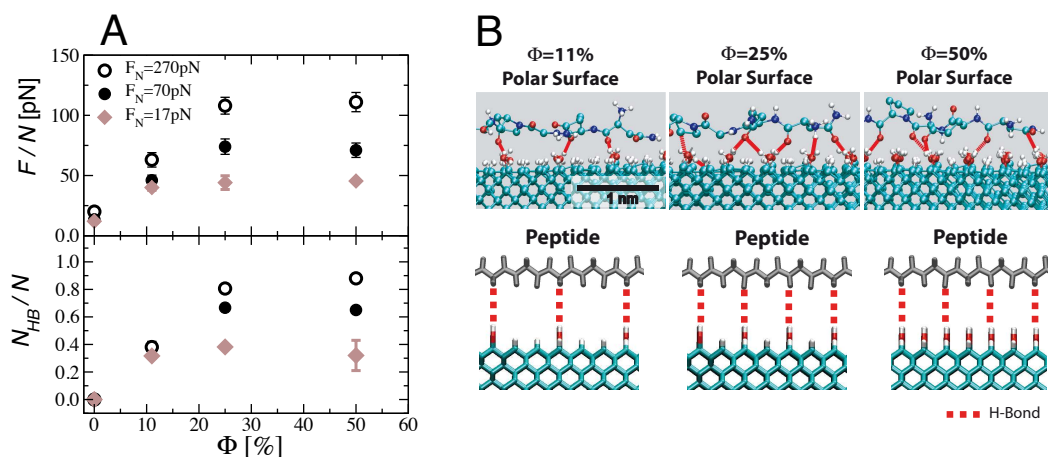 A
F / N [pN]
150
100
50
0.0
F_N=270pN
F_N=70pN
F_N=17pN
N_HB / N
1.0
0.8
0.6
0.4
0.2
0.0
0 10 20 30 40 50 60
Φ [%]
B
Φ=11%
Polar Surface
Φ=25%
Polar Surface
Φ=50%
Polar Surface
1 nm
Peptide
Peptide
Peptide
H-Bond